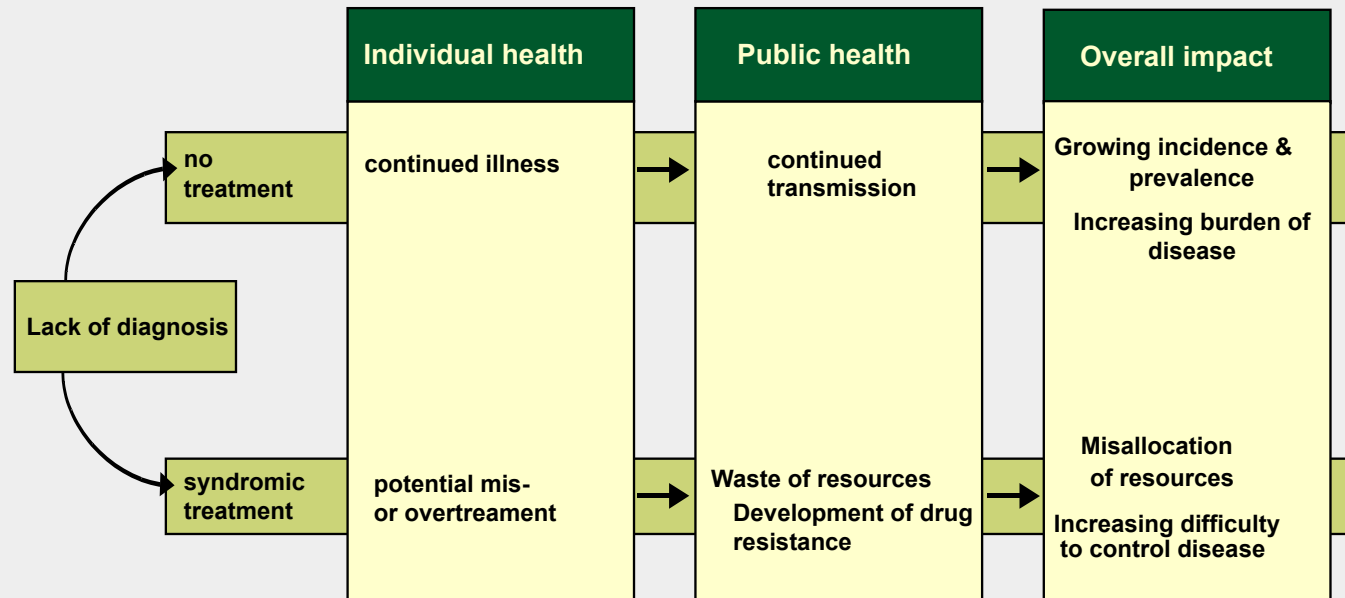 Individual health
Public health
Overall impact
no
treatment
continued illness
continued
transmission
Growing incidence &
prevalence
Increasing burden of
disease
Lack of diagnosis
syndromic
treatment
potential mis-
or overtreament
Waste of resources
Development of drug
resistance
Misallocation
of resources
Increasing difficulty
to control disease